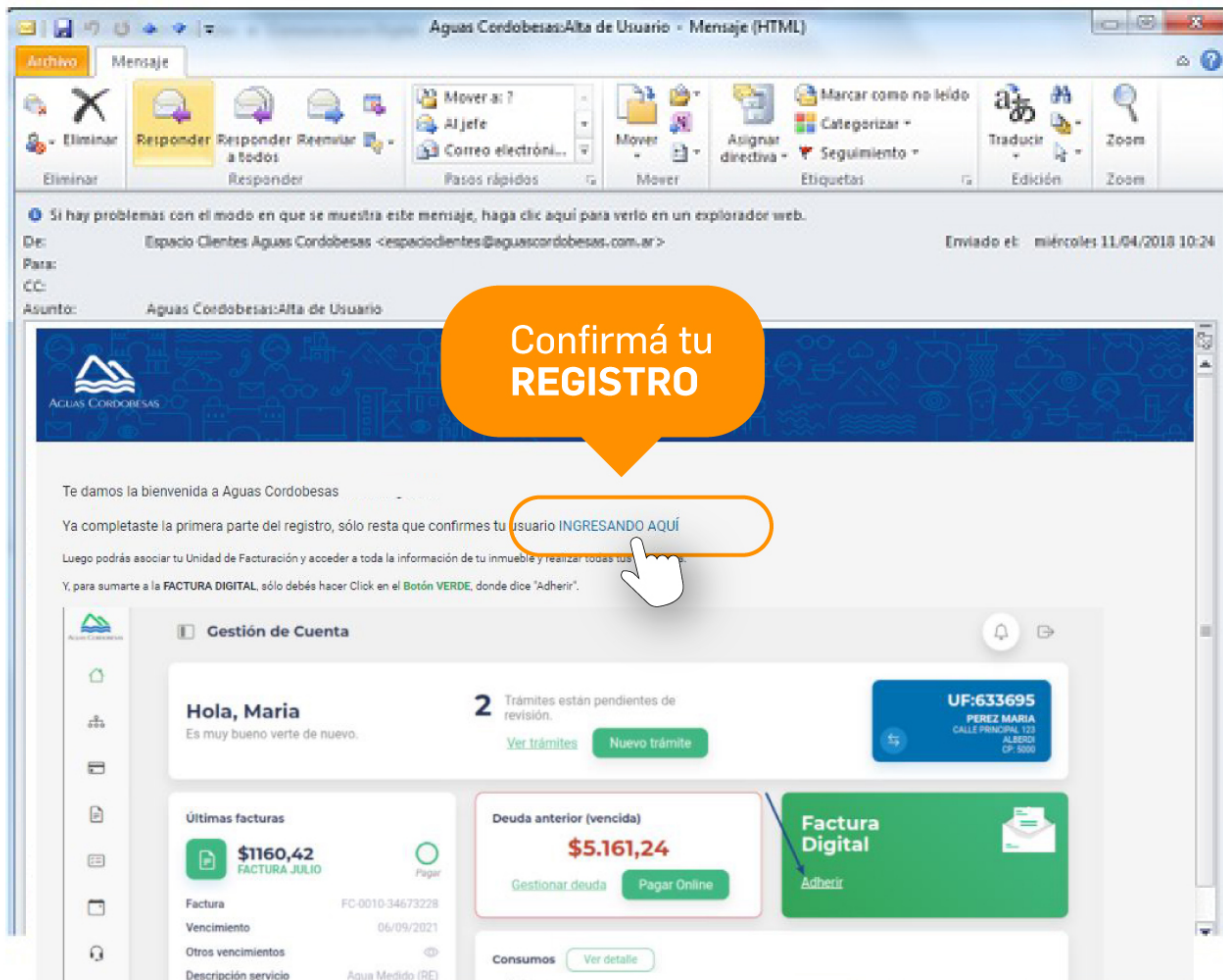 Aguas Cordobesas:Alta de Usuario - Mensaje (HTML)
Archivo
Mensaje
Eliminar
Responder
Responder a todos
Reenviar
Mover a: ?
Al jefe
Correo electróni...
Mover
Asignar directiva
Marcar como no leído
Categorizar
Seguimiento
Traducir
Zoom
Eliminar
Responder
Pasos rápidos
Mover
Etiquetas
Edición
Zoom
Si hay problemas con el modo en que se muestra este mensaje, haga clic aquí para verlo en un explorador web.
De: Espacio Clientes Aguas Cordobesas <espacioclientes@aguascordobesas.com.ar>
Enviado el: miércoles 11/04/2018 10:24
Para:
CC:
Asunto: Aguas Cordobesas:Alta de Usuario
Confirmá tu
REGISTRO
AGUAS CORDOBESAS
Te damos la bienvenida a Aguas Cordobesas
Ya completaste la primera parte del registro, sólo resta que confirmes tu usuario INGRESANDO AQUÍ
Luego podrás asociar tu Unidad de Facturación y acceder a toda la información de tu inmueble y realizar todas tus
Y, para sumarte a la FACTURA DIGITAL, sólo debés hacer Click en el Botón VERDE, donde dice "Adherir".
AGUAS CORDOBESAS
Gestión de Cuenta
Hola, Maria
Es muy bueno verte de nuevo.
2 Trámites están pendientes de
revisión.
Ver trámites
Nuevo trámite
UF:633695
PEREZ MARIA
CALLE PRINCIPAL 123
ALBERDI
CP: 5000
Últimas facturas
$1160,42
FACTURA JULIO
Pagar
Factura FC-0010-34673228
Vencimiento 06/09/2021
Otros vencimientos
Descripción servicio Agua Medido (RE)
Deuda anterior (vencida)
$5.161,24
Gestionar deuda
Pagar Online
Factura
Digital
Adherir
Consumos
Ver detalle